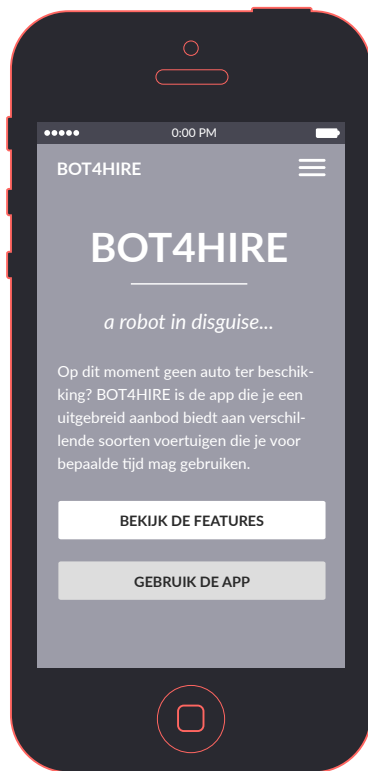 0:00 PM
BOT4HIRE
BOT4HIRE
a robot in disguise...
Op dit moment geen auto ter beschik-
king? BOT4HIRE is de app die je een
uitgebreid aanbod biedt aan verschil-
lende soorten voertuigen die je voor
bepaalde tijd mag gebruiken.
BEKIJK DE FEATURES
GEBRUIK DE APP